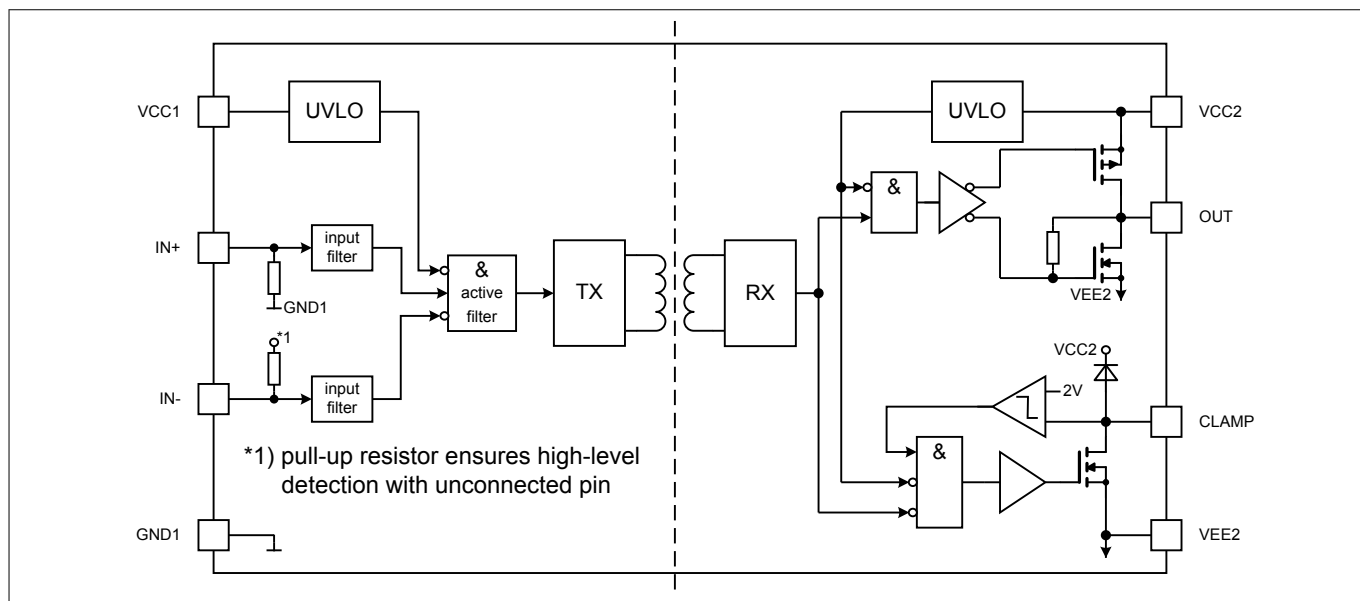 VCC1
UVLO
UVLO
VCC2
&
IN+
input
filter
GND1
&
active
filter
TX
RX
OUT
VEE2
*1
IN-
input
filter
VCC2
2V
CLAMP
&
*1) pull-up resistor ensures high-level
detection with unconnected pin
GND1
VEE2